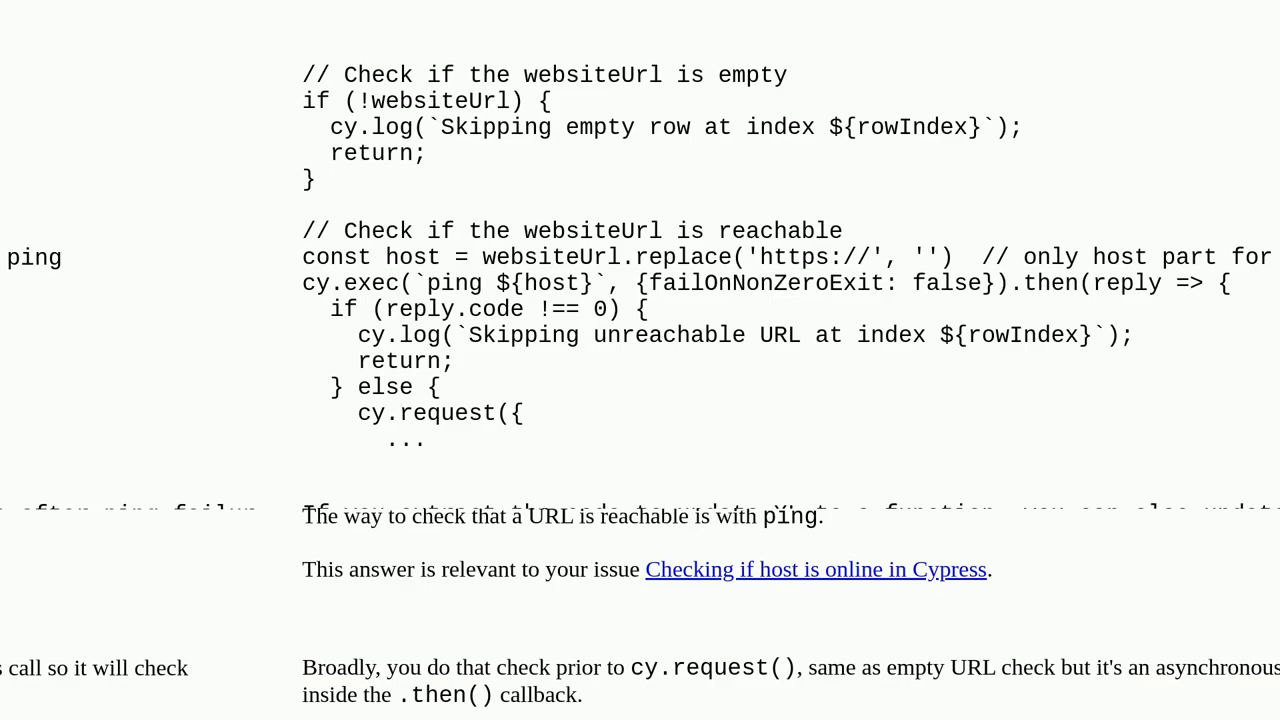 // Check if the websiteUrl is empty
if (!websiteUrl) {
  cy.log(`Skipping empty row at index ${rowIndex}`);
  return;
}

// Check if the websiteUrl is reachable
ping const host = websiteUrl.replace('https://', '')  // only host part for
cy.exec(`ping ${host}`, {failOnNonZeroExit: false}).then(reply => {
  if (reply.code !== 0) {
    cy.log(`Skipping unreachable URL at index ${rowIndex}`);
    return;
  } else {
    cy.request({
      ...
The way to check that a URL is reachable is with ping.
This answer is relevant to your issue Checking if host is online in Cypress.
s call so it will check Broadly, you do that check prior to cy.request(), same as empty URL check but it's an asynchronous
inside the .then() callback.